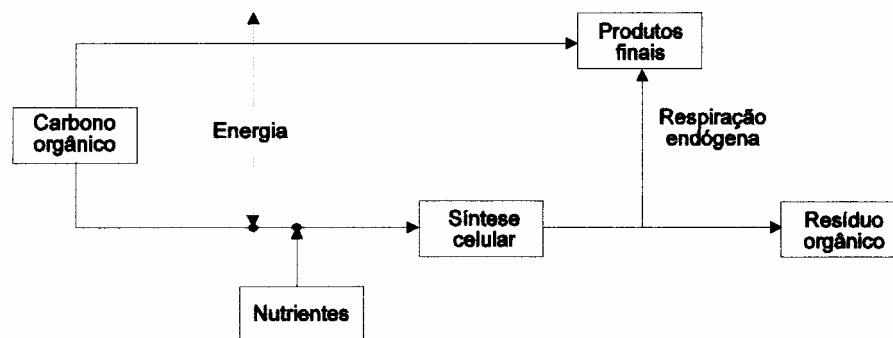 Produtos
finais
Carbono
orgânico
Energia
Respiração
endógena
Síntese
celular
Resíduo
orgânico
Nutrientes